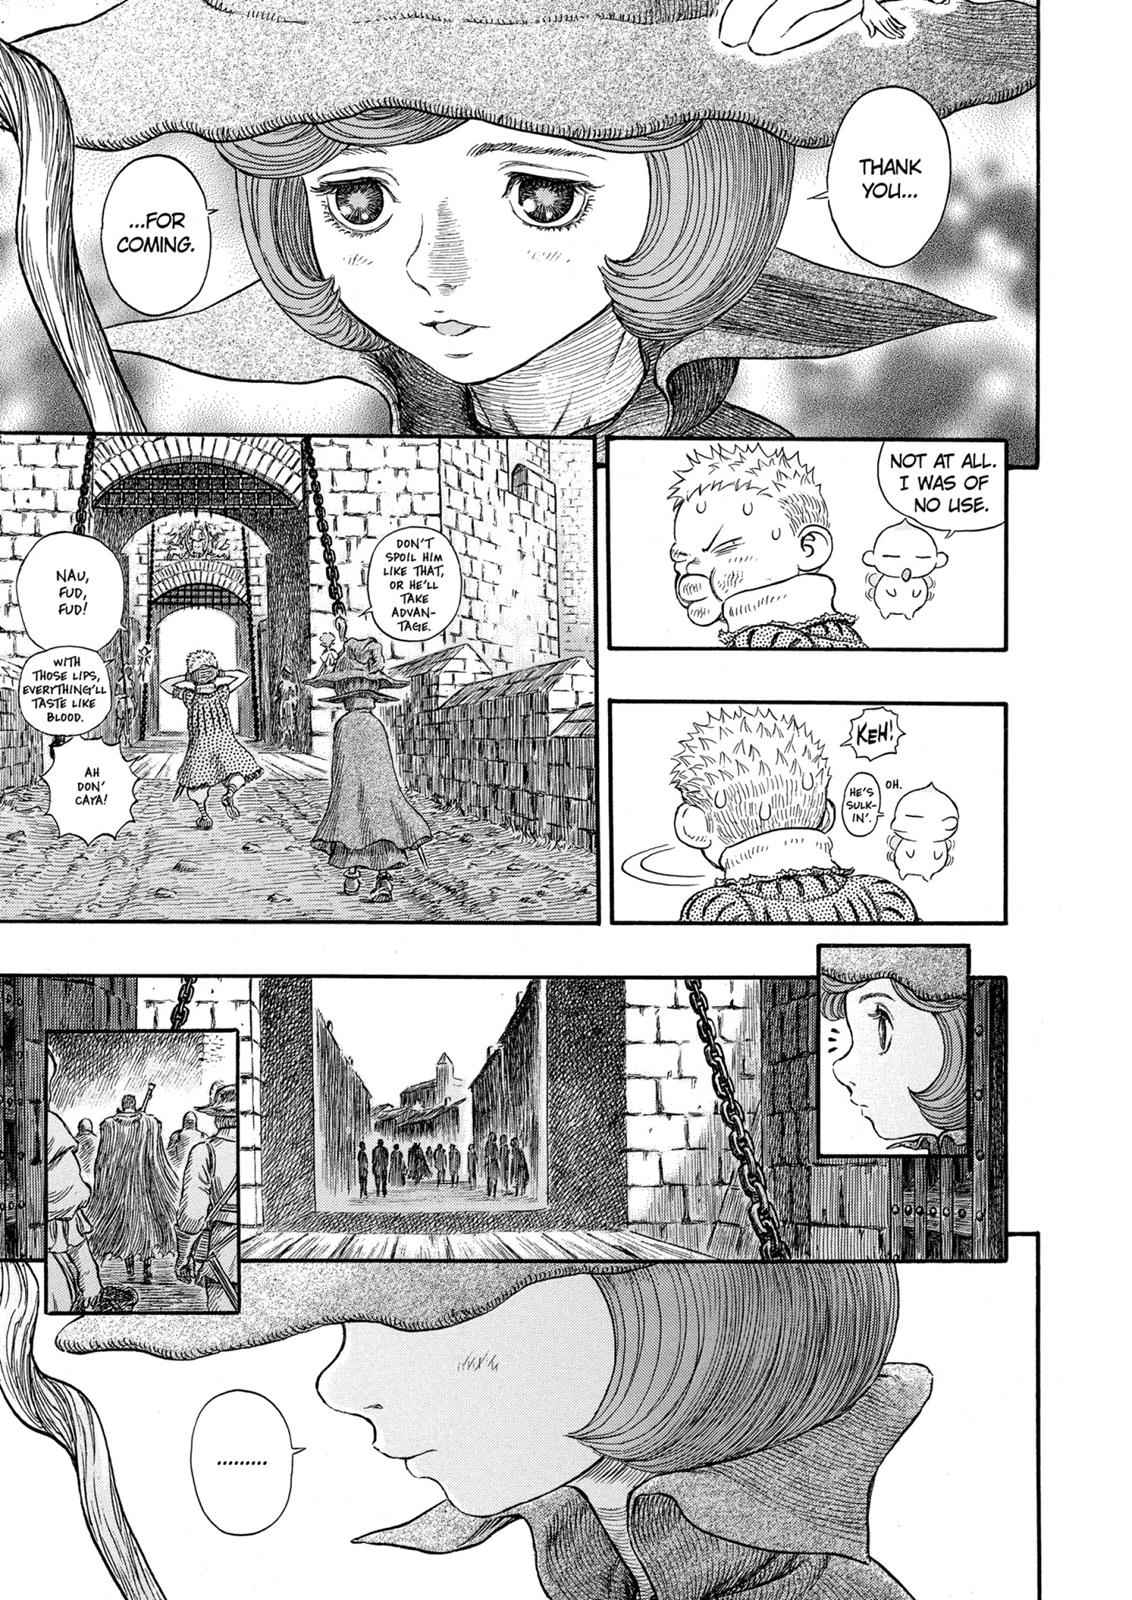 THANK
YOU...
...FOR
COMING.
NOT AT ALL.
I WAS OF
NO USE.
KEH!
OH.
HE'S
SULK-
IN'.
DON'T
SPOIL HIM
LIKE THAT,
OR HE'LL
TAKE
ADVAN-
TAGE.
NAU,
FUD,
FUD!
WITH
THOSE LIPS,
EVERYTHING'LL
TASTE LIKE
BLOOD.
AH
DON'
CAYA!
..........